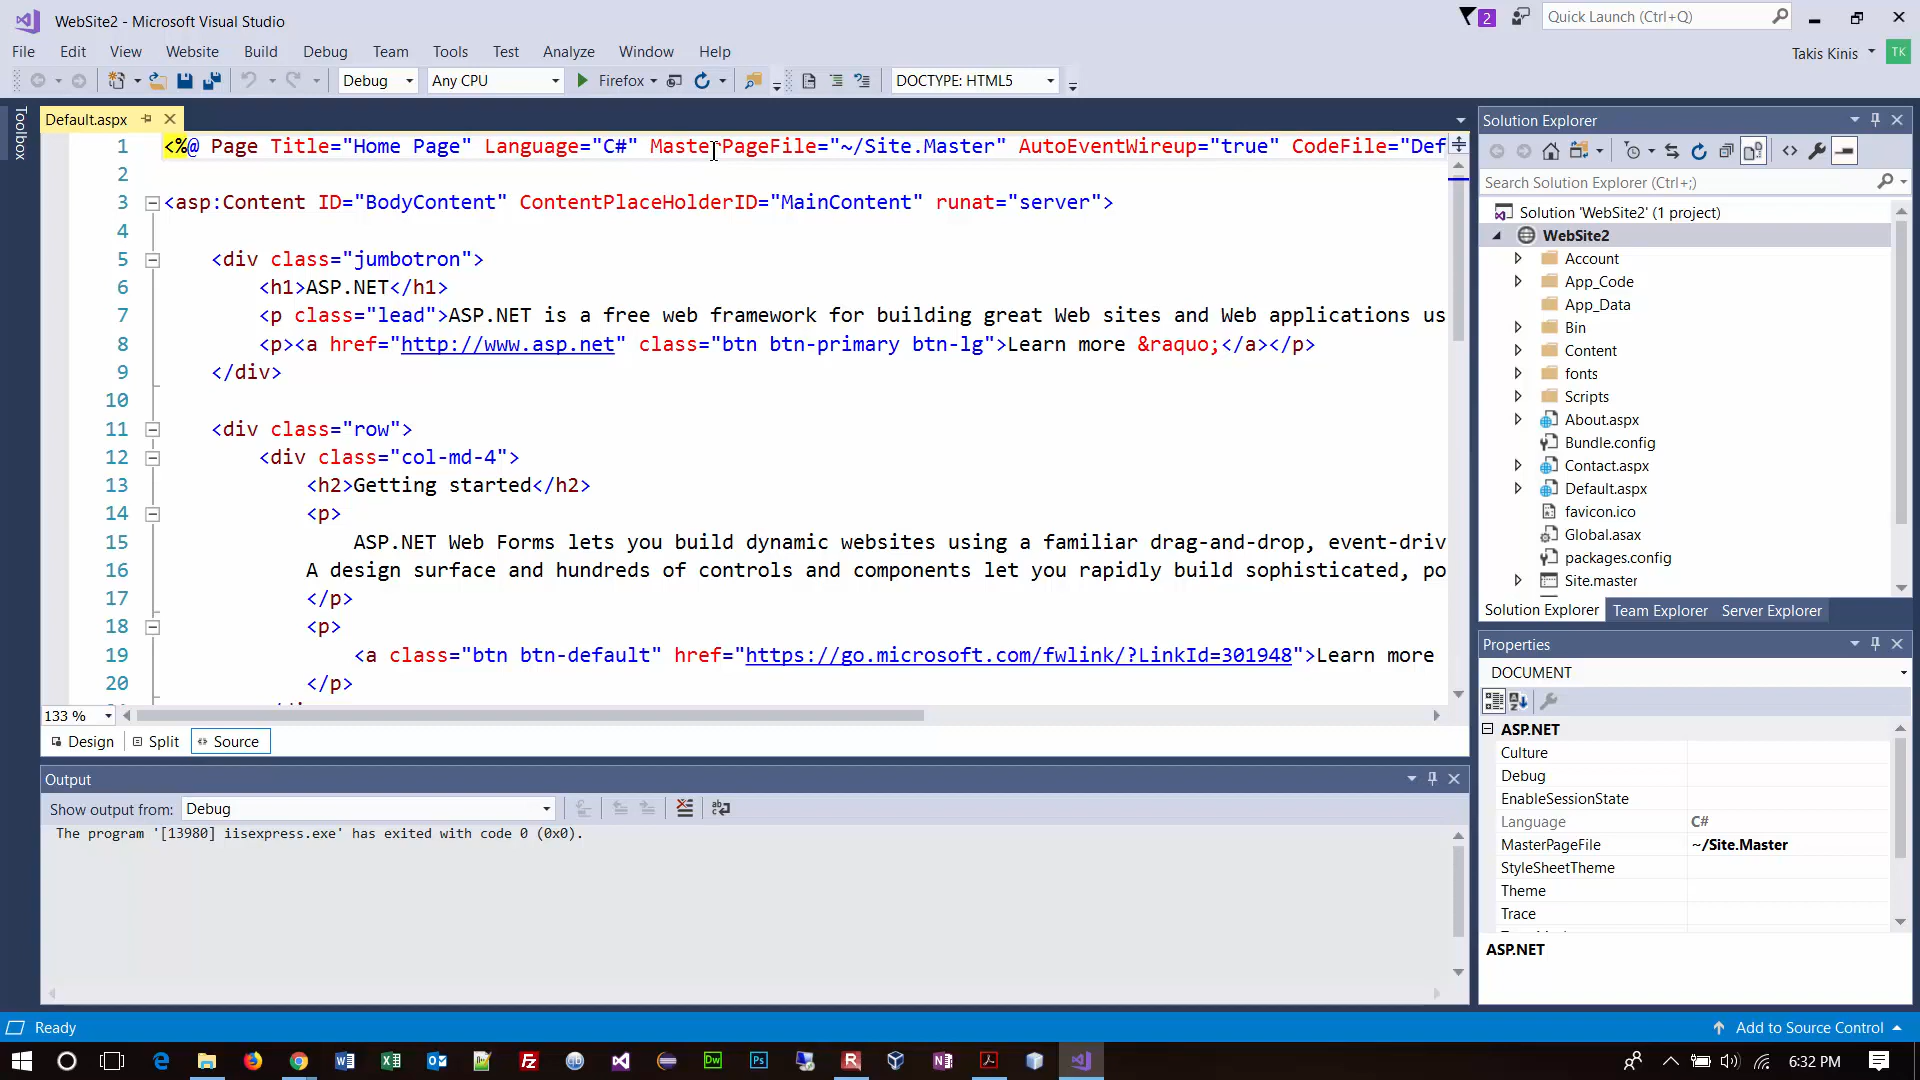 WebSite2 - Microsoft Visual Studio
2
Quick Launch (Ctrl+Q)
File Edit View Website Build Debug Team Tools Test Analyze Window Help
Takis Kinis TK
Debug Any CPU Firefox DOCTYPE: HTML5
Toolbox
Default.aspx
1 <%@ Page Title="Home Page" Language="C#" MasterPageFile="~/Site.Master" AutoEventWireup="true" CodeFile="Def
2
3 <asp:Content ID="BodyContent" ContentPlaceHolderID="MainContent" runat="server">
4
5 <div class="jumbotron">
6 <h1>ASP.NET</h1>
7 <p class="lead">ASP.NET is a free web framework for building great Web sites and Web applications us
8 <p><a href="http://www.asp.net" class="btn btn-primary btn-lg">Learn more &raquo;</a></p>
9 </div>
10
11 <div class="row">
12 <div class="col-md-4">
13 <h2>Getting started</h2>
14 <p>
15 ASP.NET Web Forms lets you build dynamic websites using a familiar drag-and-drop, event-driv
16 A design surface and hundreds of controls and components let you rapidly build sophisticated, po
17 </p>
18 <p>
19 <a class="btn btn-default" href="https://go.microsoft.com/fwlink/?LinkId=301948">Learn more
20 </p>
133 %
Design Split Source
Output
Show output from: Debug
The program '[13980] iisexpress.exe' has exited with code 0 (0x0).
Solution Explorer
Search Solution Explorer (Ctrl+;)
Solution 'WebSite2' (1 project)
WebSite2
Account
App_Code
App_Data
Bin
Content
fonts
Scripts
About.aspx
Bundle.config
Contact.aspx
Default.aspx
favicon.ico
Global.asax
packages.config
Site.master
Solution Explorer Team Explorer Server Explorer
Properties
DOCUMENT
ASP.NET
Culture
Debug
EnableSessionState
Language C#
MasterPageFile ~/Site.Master
StyleSheetTheme
Theme
Trace
ASP.NET
Ready
Add to Source Control
6:32 PM